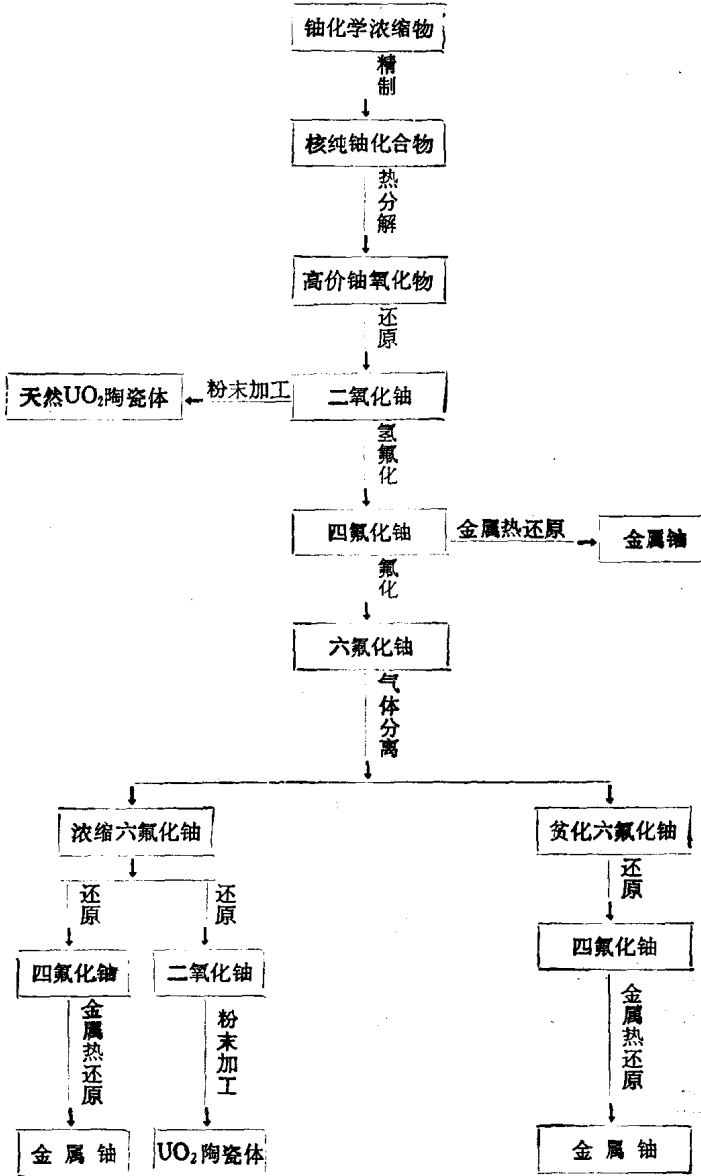 铀化学浓缩物
精制
核纯铀化合物
热分解
高价铀氧化物
还原
天然UO₂陶瓷体
粉末加工
二氧化铀
氢氟化
四氟化铀
金属热还原
金属铀
氟化
六氟化铀
气体分离
浓缩六氟化铀
贫化六氟化铀
还原
还原
还原
四氟化铀
二氧化铀
四氟化铀
金属热还原
粉末加工
金属热还原
金属铀
UO₂陶瓷体
金属铀